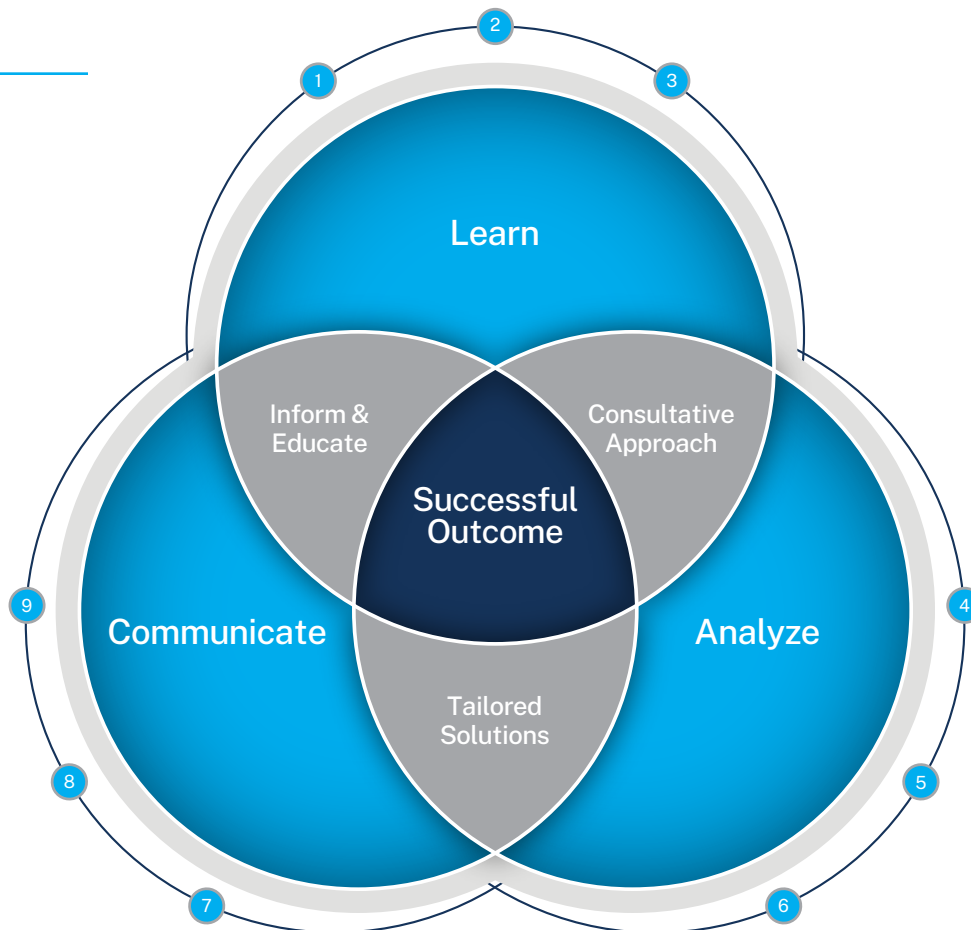 2
1
3
Learn
Inform &
Educate
Consultative
Approach
Successful
Outcome
9
4
Communicate
Analyze
Tailored
Solutions
8
5
7
6